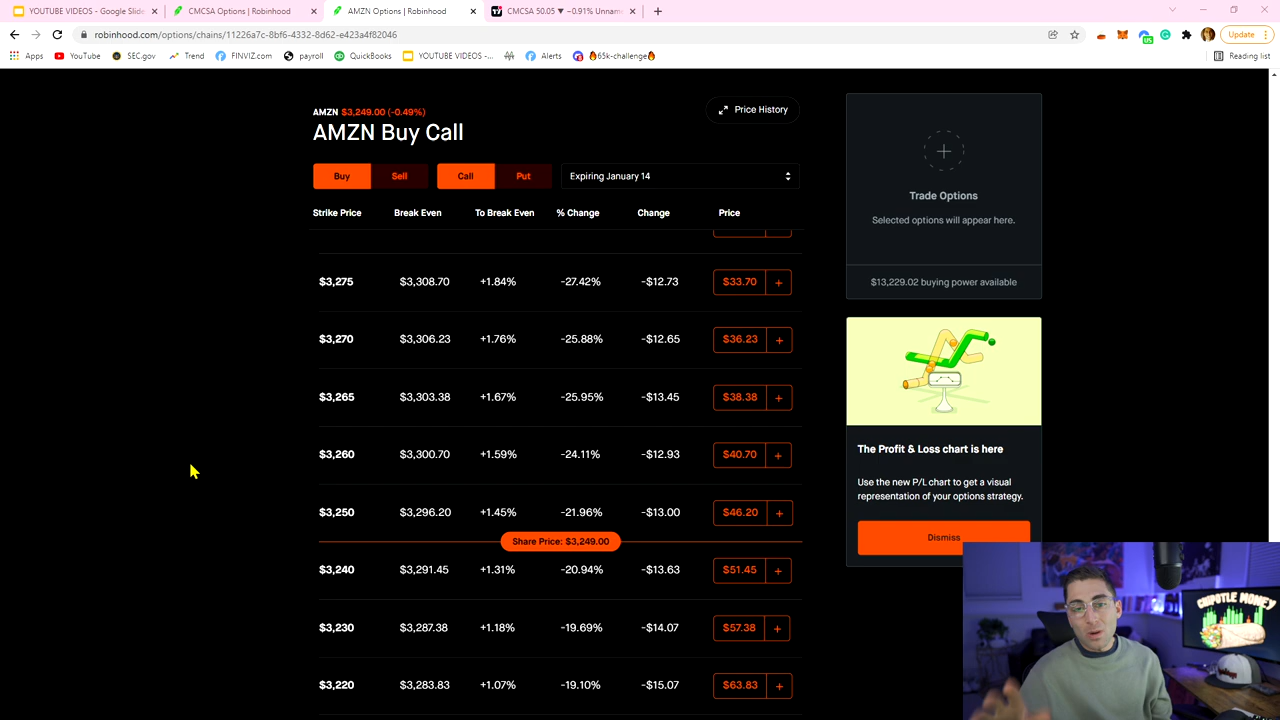 YOUTUBE VIDEOS - Google Slide
CMCSA Options | Robinhood
AMZN Options | Robinhood
CMCSA 50.05 ▼ −0.91% Unnam
robinhood.com/options/chains/11226a7c-8bf6-4332-8d62-e423a4f82046
Update
Apps
YouTube
SEC.gov
Trend
FINVIZ.com
payroll
QuickBooks
YOUTUBE VIDEOS -...
Alerts
🔥65k-challenge🔥
Reading list
AMZN $3,249.00 (-0.49%)
AMZN Buy Call
Price History
Buy Sell Call Put Expiring January 14
Strike Price Break Even To Break Even % Change Change Price
$3,275 $3,308.70 +1.84% -27.42% -$12.73 $33.70 +
$3,270 $3,306.23 +1.76% -25.88% -$12.65 $36.23 +
$3,265 $3,303.38 +1.67% -25.95% -$13.45 $38.38 +
$3,260 $3,300.70 +1.59% -24.11% -$12.93 $40.70 +
$3,250 $3,296.20 +1.45% -21.96% -$13.00 $46.20 +
Share Price: $3,249.00
$3,240 $3,291.45 +1.31% -20.94% -$13.63 $51.45 +
$3,230 $3,287.38 +1.18% -19.69% -$14.07 $57.38 +
$3,220 $3,283.83 +1.07% -19.10% -$15.07 $63.83 +
Trade Options
Selected options will appear here.
$13,229.02 buying power available
The Profit & Loss chart is here
Use the new P/L chart to get a visual
representation of your options strategy.
Dismiss
CHIPOTLE MONEY